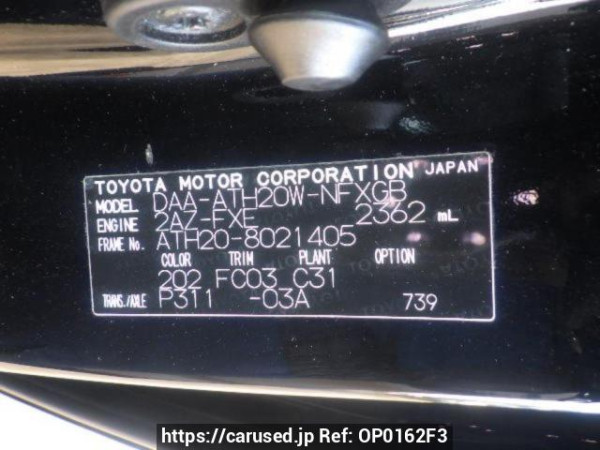 TOYOTA MOTOR CORPORATION JAPAN
MODEL DAA-ATH20W-NFXGB
ENGINE 2AZ-FXE 2362 mL
FRAME No. ATH20-8021405
COLOR TRIM PLANT OPTION
202 FC03 C31
TRANS./AXLE P311 -03A 739
https://carused.jp Ref: OP0162F3